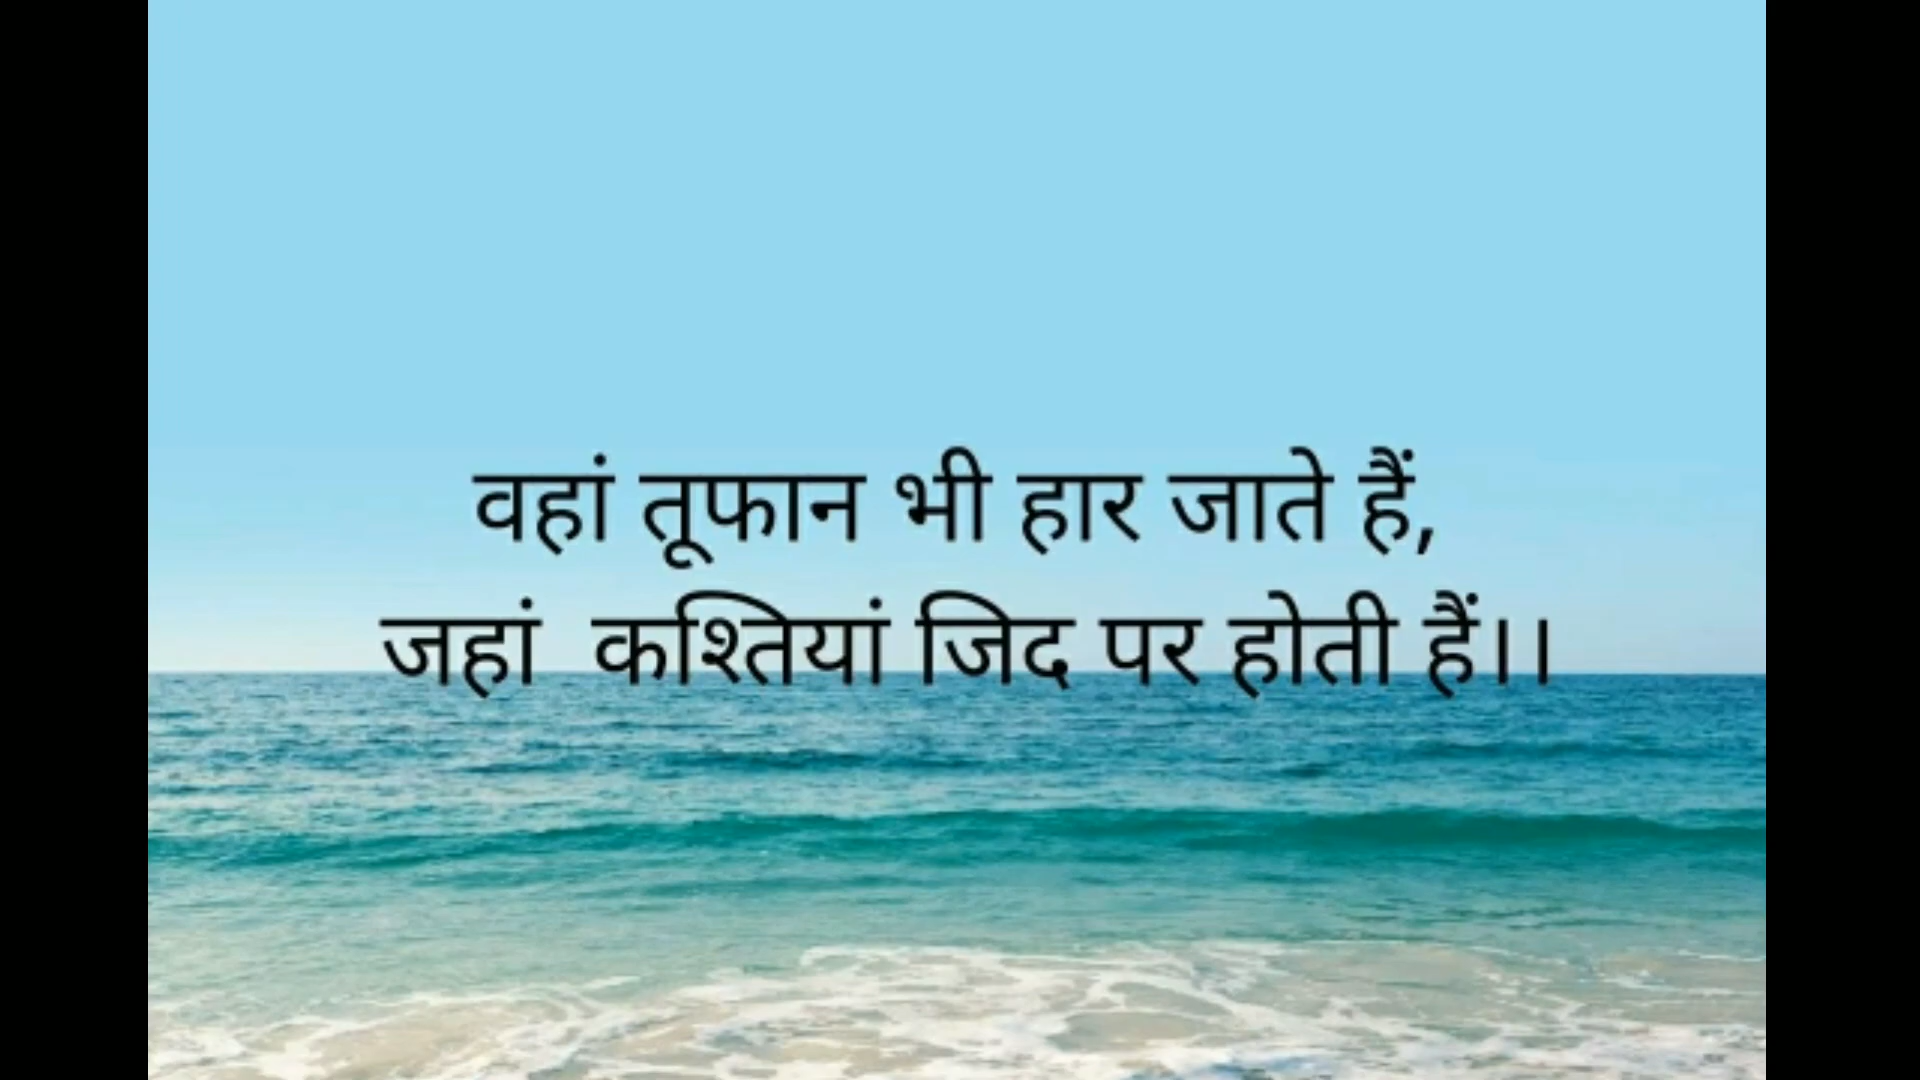 वहां तूफान भी हार जाते हैं,
जहां  कश्तियां जिद पर होती हैं।।